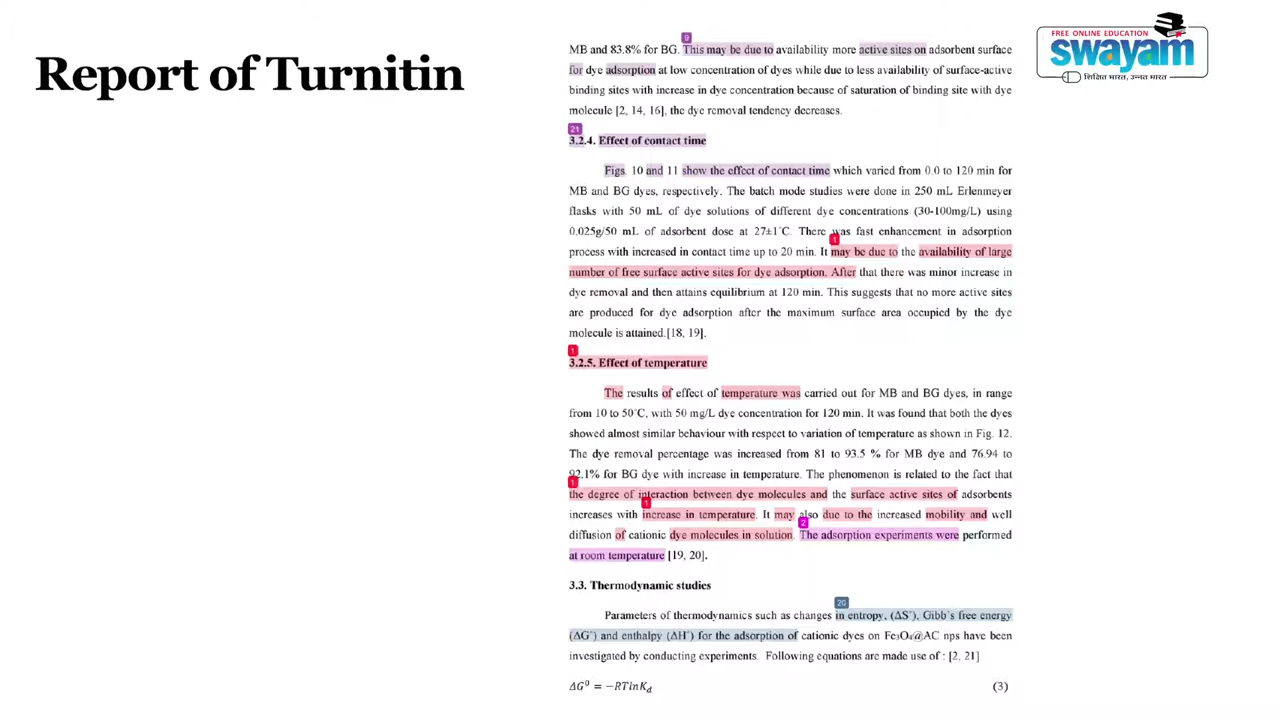 Report of Turnitin
FREE ONLINE EDUCATION
swayam
शिक्षित भारत, उन्नत भारत
9
MB and 83.8% for BG. This may be due to availability more active sites on adsorbent surface
for dye adsorption at low concentration of dyes while due to less availability of surface-active
binding sites with increase in dye concentration because of saturation of binding site with dye
molecule [2, 14, 16], the dye removal tendency decreases.
21
3.2.4. Effect of contact time
Figs. 10 and 11 show the effect of contact time which varied from 0.0 to 120 min for
MB and BG dyes, respectively. The batch mode studies were done in 250 mL Erlenmeyer
flasks with 50 mL of dye solutions of different dye concentrations (30-100mg/L) using
0.025g/50 mL of adsorbent dose at 27±1°C. There was fast enhancement in adsorption
1
process with increased in contact time up to 20 min. It may be due to the availability of large
number of free surface active sites for dye adsorption. After that there was minor increase in
dye removal and then attains equilibrium at 120 min. This suggests that no more active sites
are produced for dye adsorption after the maximum surface area occupied by the dye
molecule is attained.[18, 19].
1
3.2.5. Effect of temperature
The results of effect of temperature was carried out for MB and BG dyes, in range
from 10 to 50°C, with 50 mg/L dye concentration for 120 min. It was found that both the dyes
showed almost similar behaviour with respect to variation of temperature as shown in Fig. 12.
The dye removal percentage was increased from 81 to 93.5 % for MB dye and 76.94 to
92.1% for BG dye with increase in temperature. The phenomenon is related to the fact that
1
the degree of interaction between dye molecules and the surface active sites of adsorbents
1
increases with increase in temperature. It may also due to the increased mobility and well
2
diffusion of cationic dye molecules in solution. The adsorption experiments were performed
at room temperature [19, 20].
3.3. Thermodynamic studies
20
Parameters of thermodynamics such as changes in entropy, (ΔS°), Gibb's free energy
(ΔG°) and enthalpy (ΔH°) for the adsorption of cationic dyes on Fe₃O₄@AC nps have been
investigated by conducting experiments. Following equations are made use of : [2, 21]
ΔG⁰ = −RTlnK_d (3)